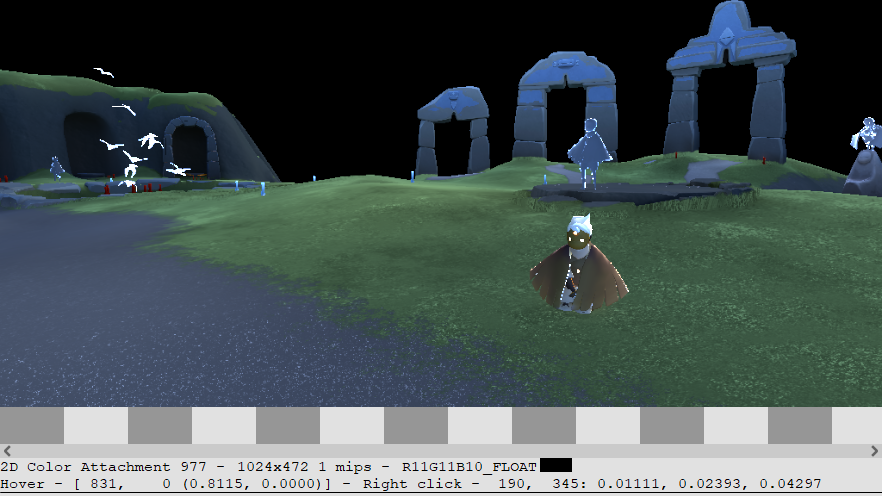 2D Color Attachment 977 - 1024x472 1 mips - R11G11B10_FLOAT
Hover - [ 831,    0 (0.8115, 0.0000)] - Right click -  190,  345: 0.01111, 0.02393, 0.04297